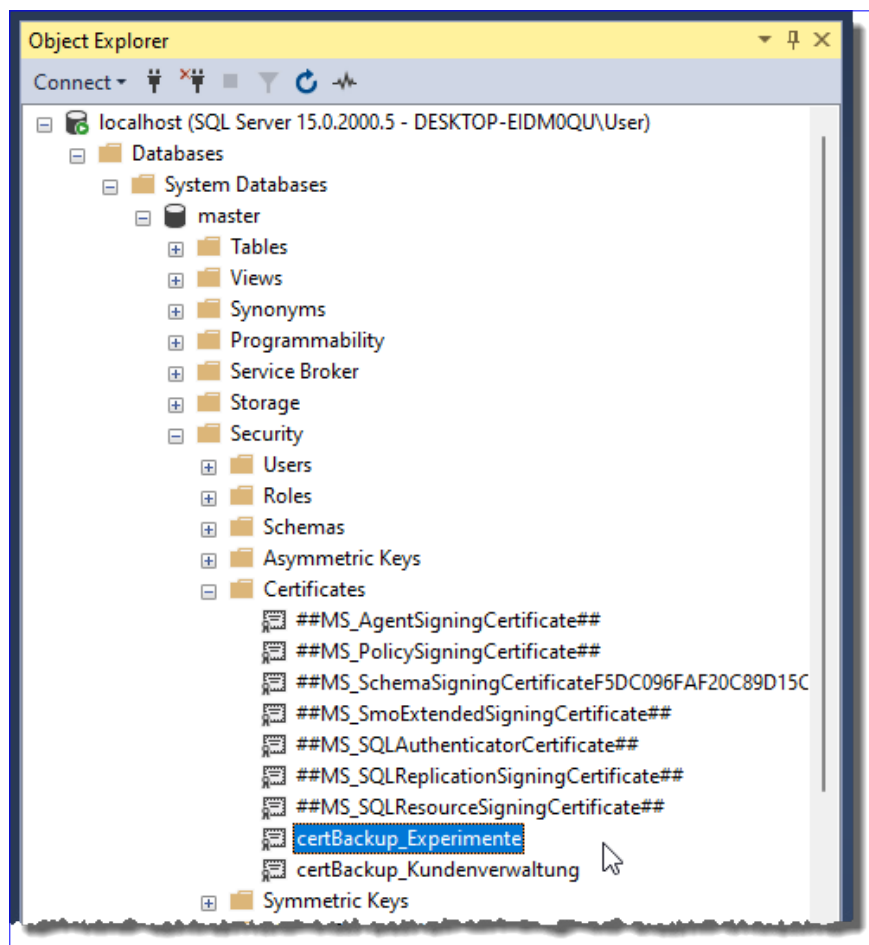 Object Explorer
Connect
localhost (SQL Server 15.0.2000.5 - DESKTOP-EIDM0QU\User)
Databases
System Databases
master
Tables
Views
Synonyms
Programmability
Service Broker
Storage
Security
Users
Roles
Schemas
Asymmetric Keys
Certificates
##MS_AgentSigningCertificate##
##MS_PolicySigningCertificate##
##MS_SchemaSigningCertificateF5DC096FAF20C89D15C
##MS_SmoExtendedSigningCertificate##
##MS_SQLAuthenticatorCertificate##
##MS_SQLReplicationSigningCertificate##
##MS_SQLResourceSigningCertificate##
certBackup_Experimente
certBackup_Kundenverwaltung
Symmetric Keys